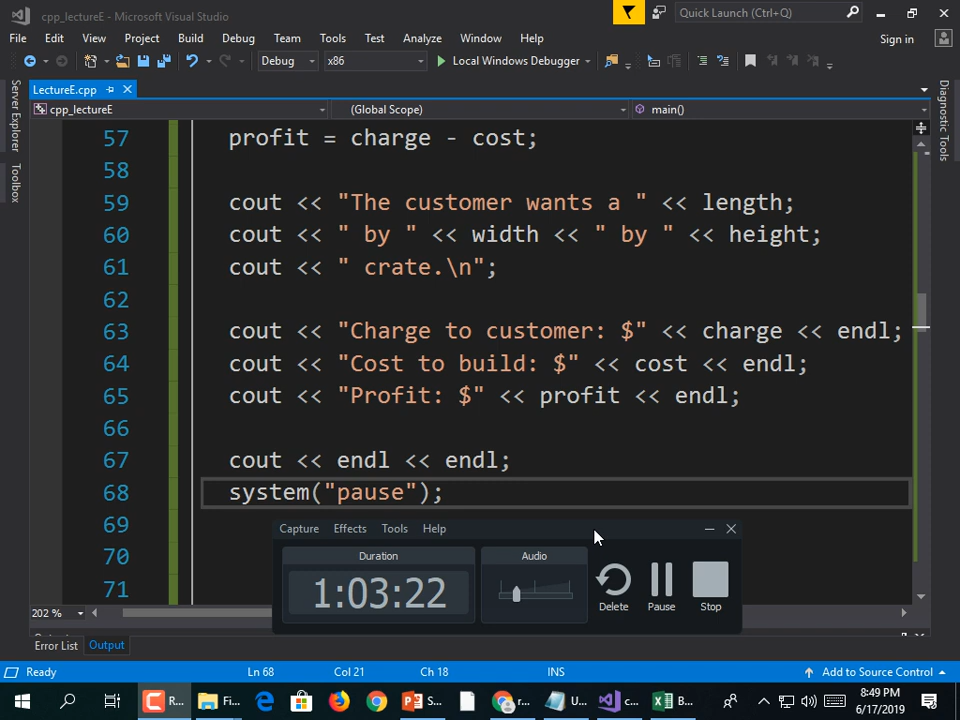 cpp_lectureE - Microsoft Visual Studio
Quick Launch (Ctrl+Q)
File Edit View Project Build Debug Team Tools Test Analyze Window Help
Sign in
Debug x86 Local Windows Debugger
LectureE.cpp
cpp_lectureE (Global Scope) main()
Server Explorer
Toolbox
Diagnostic Tools
57 profit = charge - cost;
58
59 cout << "The customer wants a " << length;
60 cout << " by " << width << " by " << height;
61 cout << " crate.\n";
62
63 cout << "Charge to customer: $" << charge << endl;
64 cout << "Cost to build: $" << cost << endl;
65 cout << "Profit: $" << profit << endl;
66
67 cout << endl << endl;
68 system("pause");
69
70
71
Capture Effects Tools Help
Duration Audio
1:03:22
Delete Pause Stop
202 %
Error List Output
Ready Ln 68 Col 21 Ch 18 INS Add to Source Control
R... Fi... S... r... U... c... B...
8:49 PM
6/17/2019